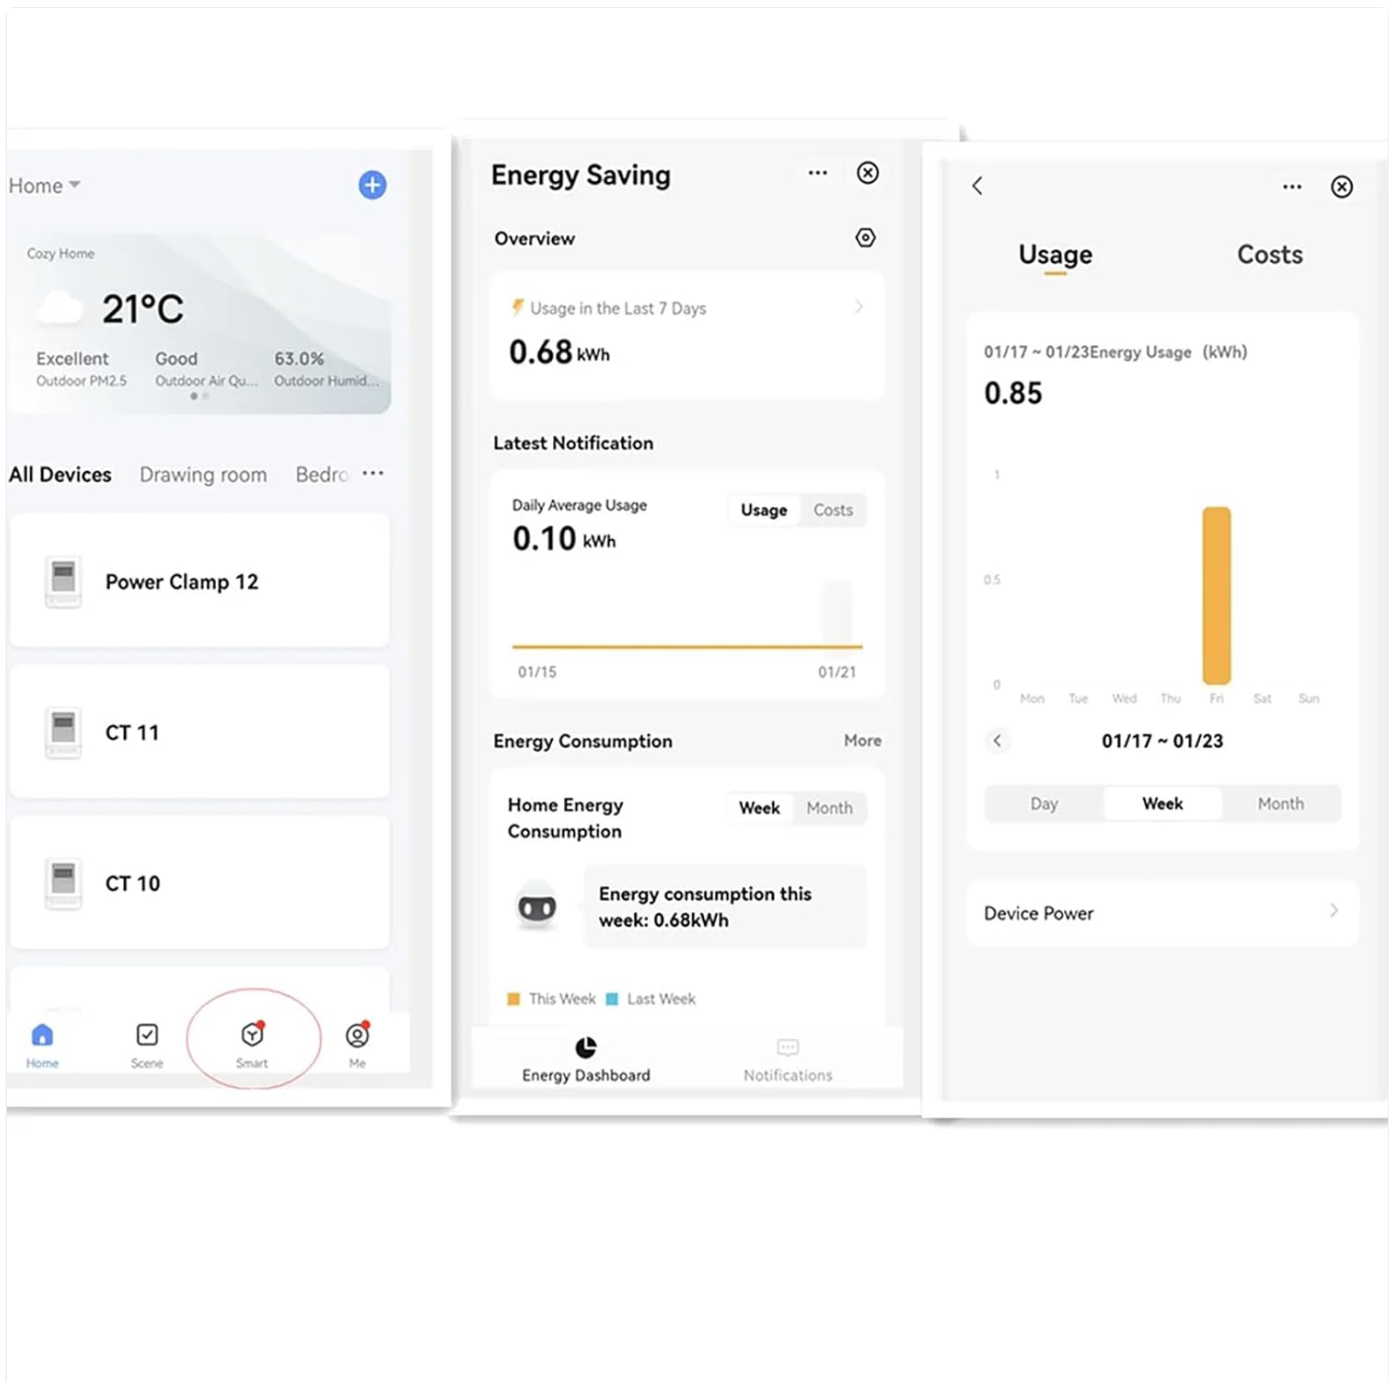 Home
Cozy Home
21°C
Excellent
Good
63.0%
Outdoor PM2.5
Outdoor Air Qu...
Outdoor Humid...
All Devices
Drawing room
Bedro
Power Clamp 12
CT 11
CT 10
Home
Scene
Smart
Me
Energy Saving
Overview
Usage in the Last 7 Days
0.68 kWh
Latest Notification
Daily Average Usage
Usage
Costs
0.10 kWh
01/15
01/21
Energy Consumption
More
Home Energy
Consumption
Week
Month
Energy consumption this
week: 0.68kWh
This Week
Last Week
Energy Dashboard
Notifications
Usage
Costs
01/17 ~ 01/23Energy Usage (kWh)
0.85
1
0.5
0
Mon
Tue
Wed
Thu
Fri
Sat
Sun
01/17 ~ 01/23
Day
Week
Month
Device Power